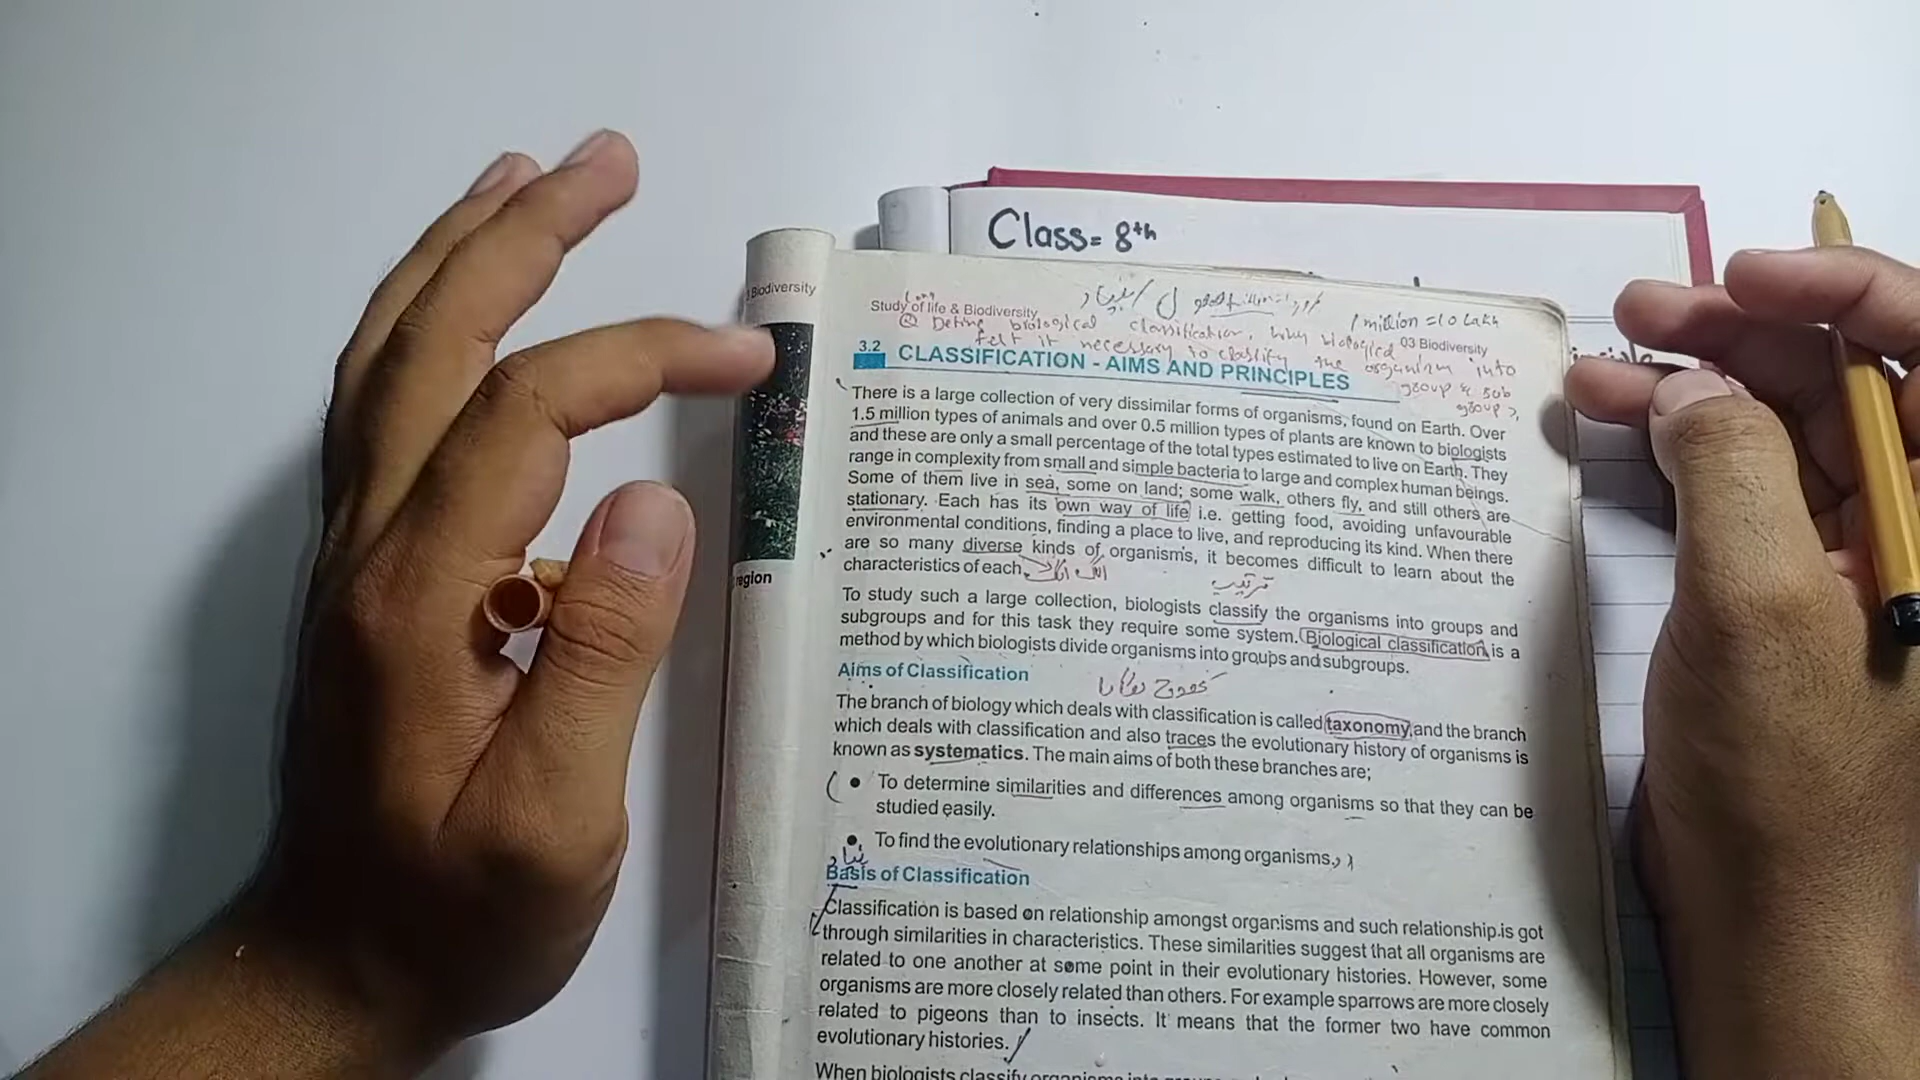 Class= 8th
Biodiversity
Study of life & Biodiversity
Long
1 million = 10 Lakh
Q Define biological classification, why biologied
03 Biodiversity
felt it necessary to classify the organism into
group & sub
group >,
3.2
CLASSIFICATION - AIMS AND PRINCIPLES
There is a large collection of very dissimilar forms of organisms, found on Earth. Over
1.5 million types of animals and over 0.5 million types of plants are known to biologists
and these are only a small percentage of the total types estimated to live on Earth. They
range in complexity from small and simple bacteria to large and complex human beings.
Some of them live in sea, some on land; some walk, others fly, and still others are
stationary. Each has its own way of life i.e. getting food, avoiding unfavourable
environmental conditions, finding a place to live, and reproducing its kind. When there
are so many diverse kinds of organisms, it becomes difficult to learn about the
characteristics of each
الگ الگ
region
ترتیب
To study such a large collection, biologists classify the organisms into groups and
subgroups and for this task they require some system. Biological classification is a
method by which biologists divide organisms into groups and subgroups.
Aims of Classification
کھوج لگانا
The branch of biology which deals with classification is called taxonomy and the branch
which deals with classification and also traces the evolutionary history of organisms is
known as systematics. The main aims of both these branches are;
• To determine similarities and differences among organisms so that they can be
studied easily.
• To find the evolutionary relationships among organisms.
بنیاد
Basis of Classification
Classification is based on relationship amongst organisms and such relationship is got
through similarities in characteristics. These similarities suggest that all organisms are
related to one another at some point in their evolutionary histories. However, some
organisms are more closely related than others. For example sparrows are more closely
related to pigeons than to insects. It means that the former two have common
evolutionary histories.
When biologists classify organisms into